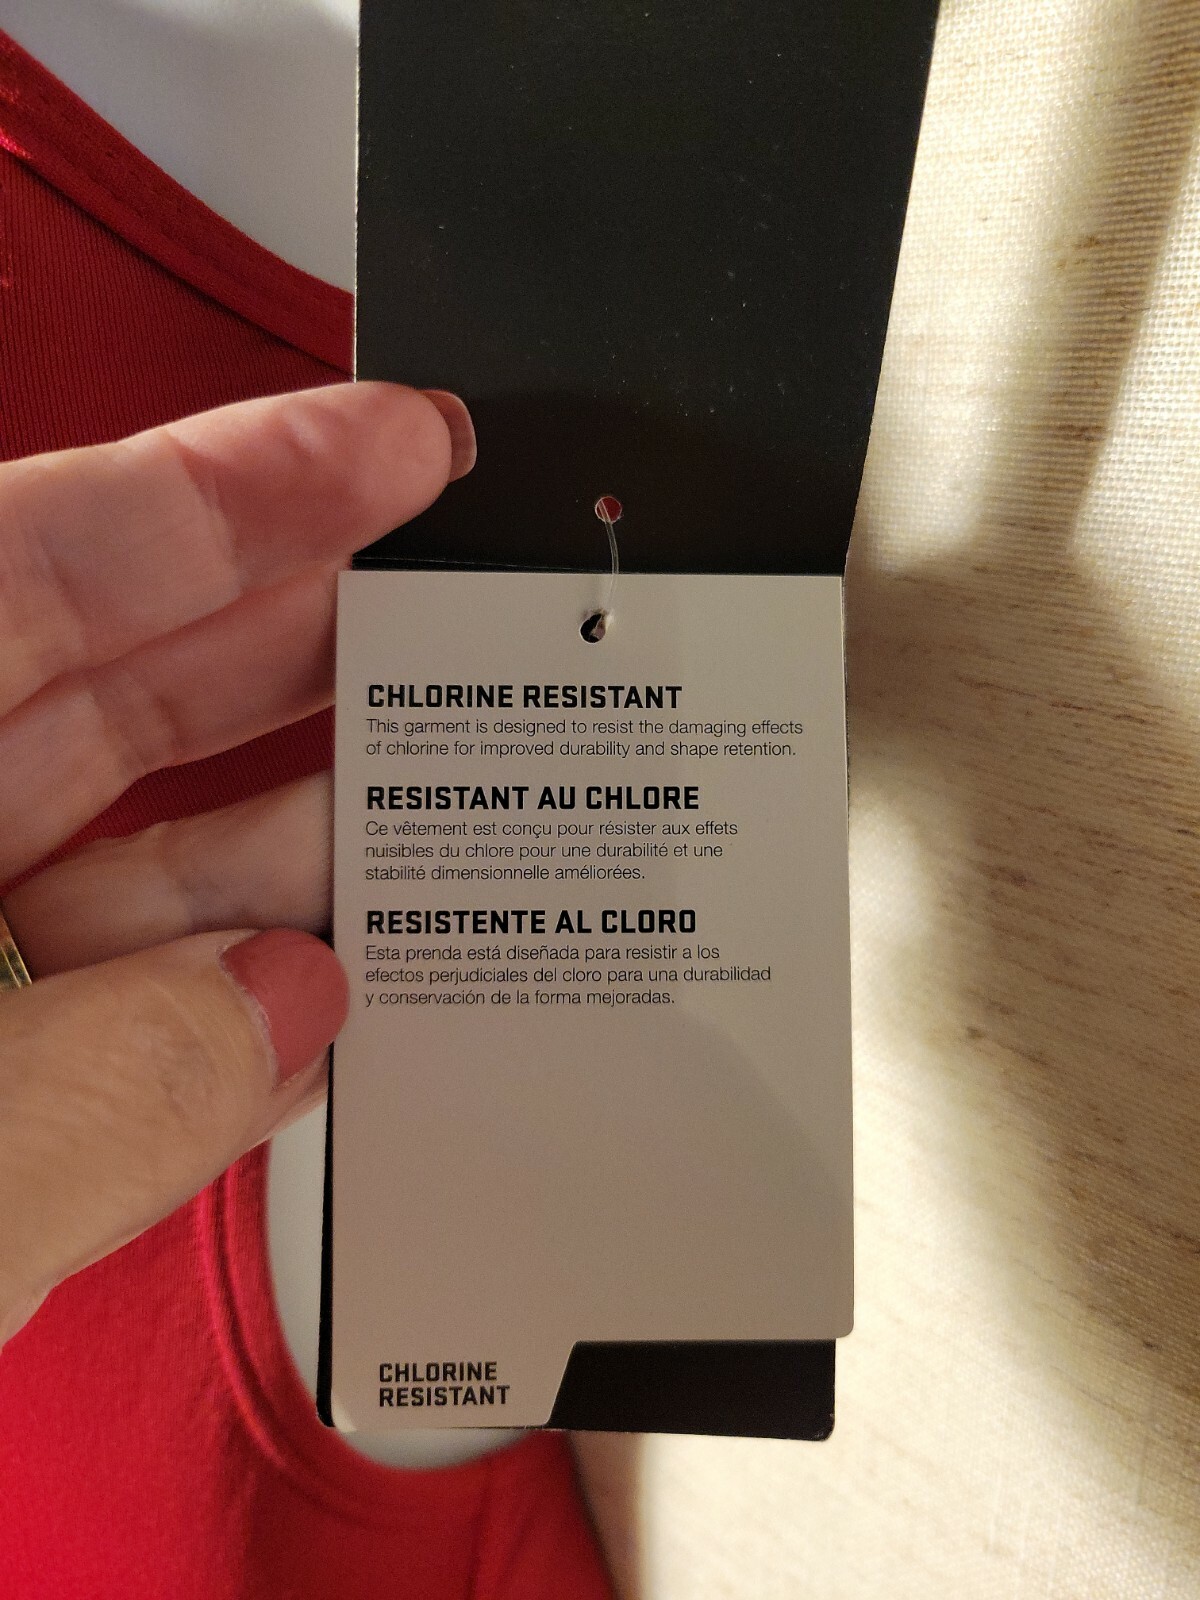 CHLORINE RESISTANT
This garment is designed to resist the damaging effects
of chlorine for improved durability and shape retention.
RESISTANT AU CHLORE
Ce vêtement est conçu pour résister aux effets
nuisibles du chlore pour une durabilité et une
stabilité dimensionnelle améliorées.
RESISTENTE AL CLORO
Esta prenda está diseñada para resistir a los
efectos perjudiciales del cloro para una durabilidad
y conservación de la forma mejoradas.
CHLORINE
RESISTANT